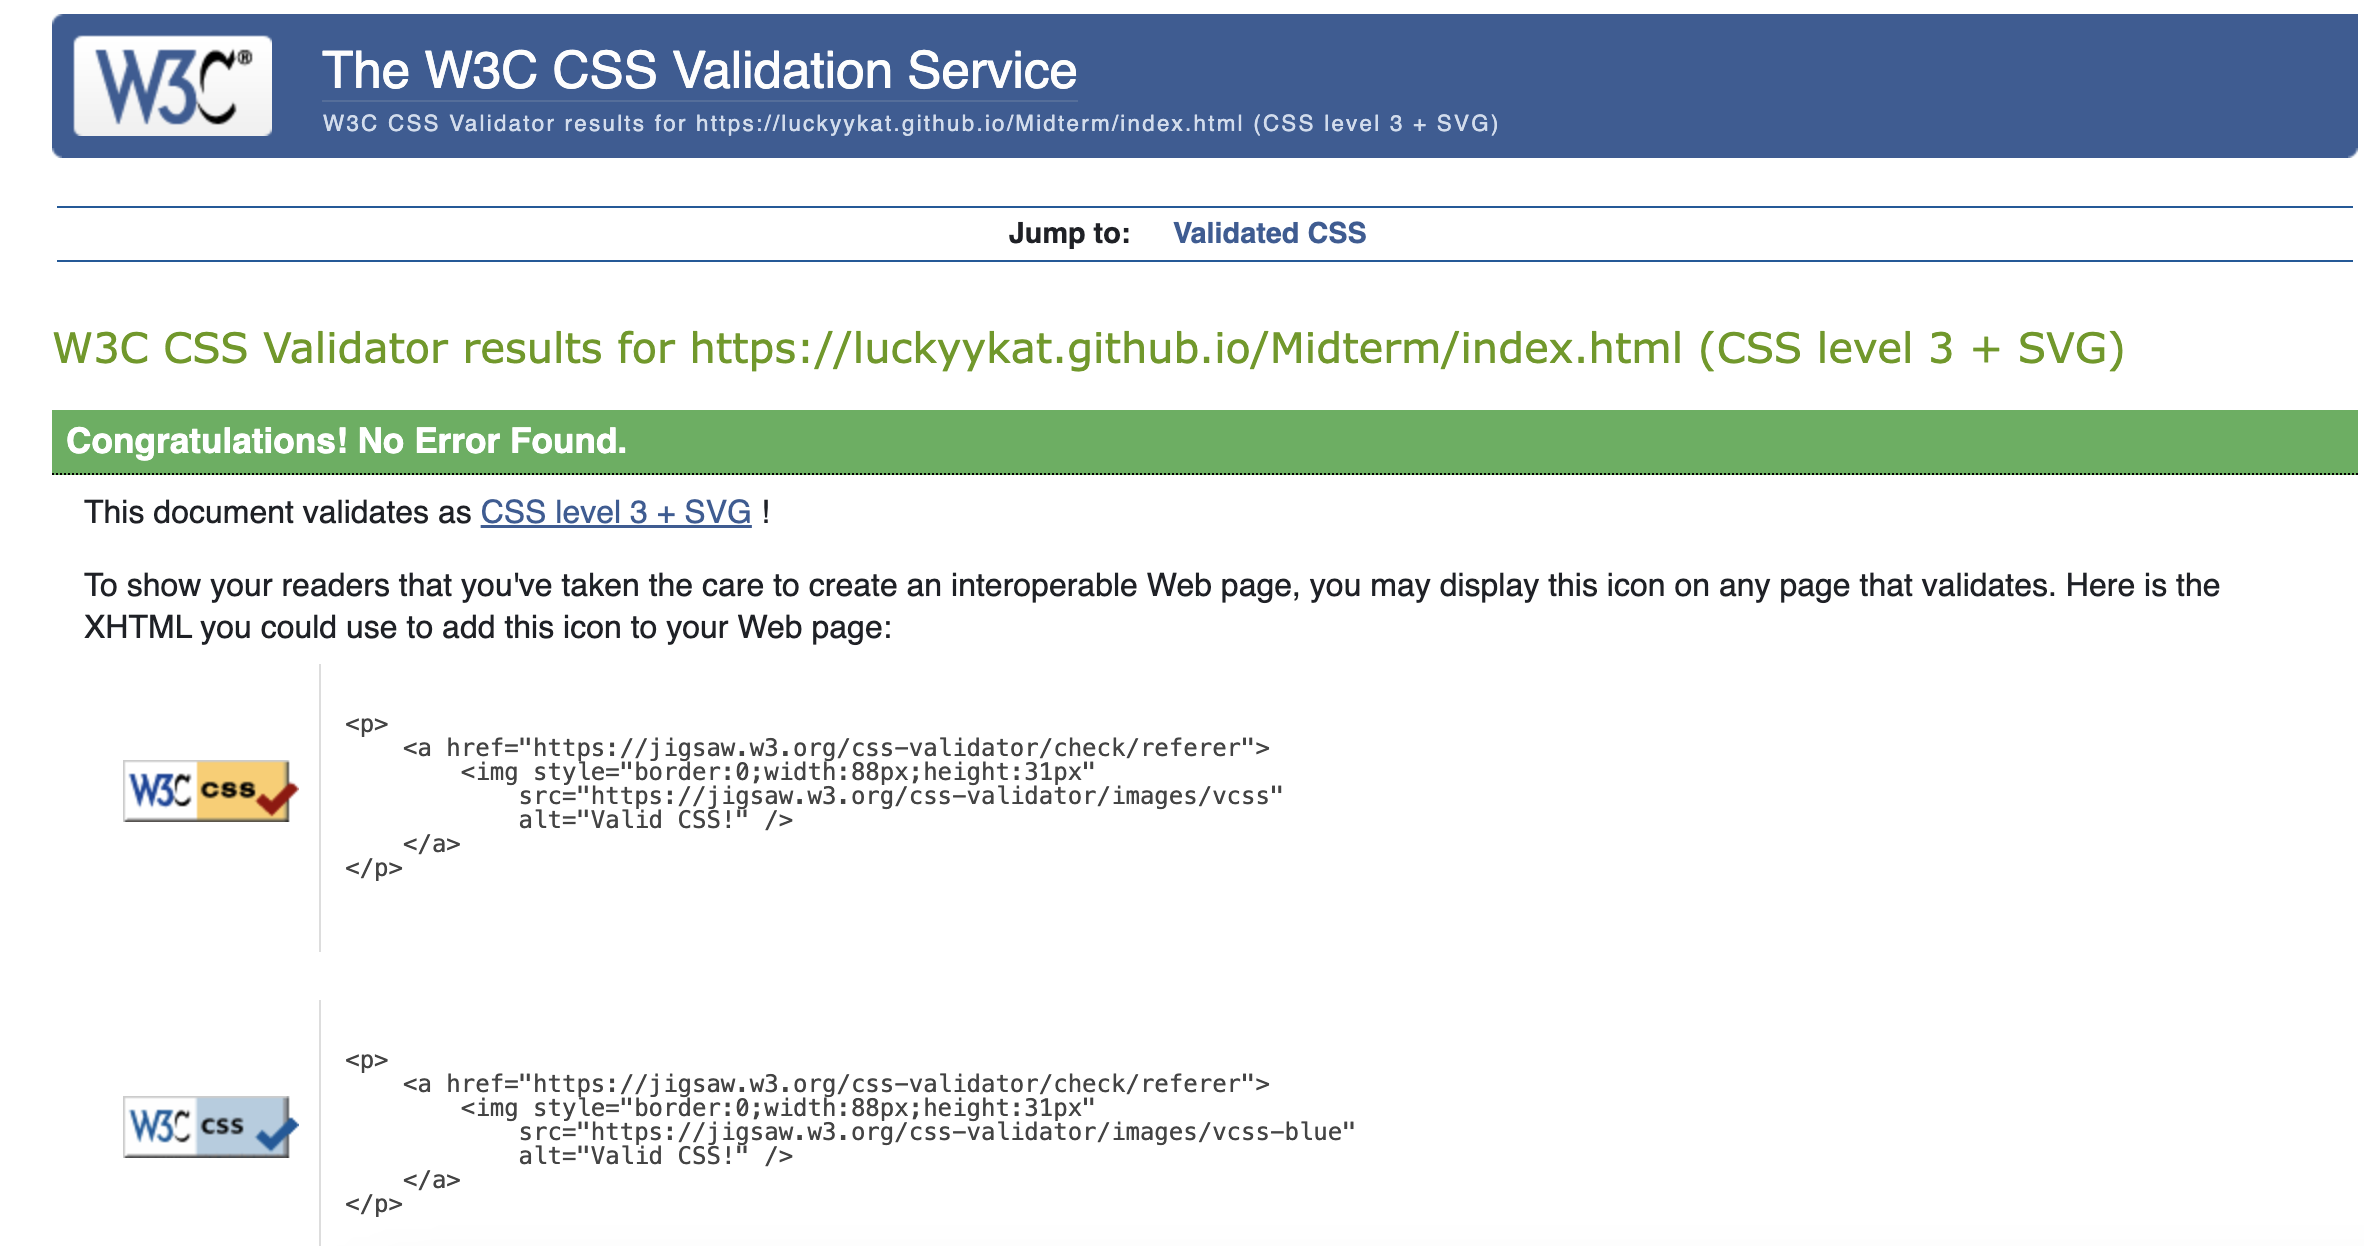 W3C®
The W3C CSS Validation Service
W3C CSS Validator results for https://luckyykat.github.io/Midterm/index.html (CSS level 3 + SVG)
Jump to: Validated CSS
W3C CSS Validator results for https://luckyykat.github.io/Midterm/index.html (CSS level 3 + SVG)
Congratulations! No Error Found.
This document validates as CSS level 3 + SVG !
To show your readers that you've taken the care to create an interoperable Web page, you may display this icon on any page that validates. Here is the
XHTML you could use to add this icon to your Web page:
W3C css
<p>
    <a href="https://jigsaw.w3.org/css-validator/check/referer">
        <img style="border:0;width:88px;height:31px"
            src="https://jigsaw.w3.org/css-validator/images/vcss"
            alt="Valid CSS!" />
    </a>
</p>
W3C css
<p>
    <a href="https://jigsaw.w3.org/css-validator/check/referer">
        <img style="border:0;width:88px;height:31px"
            src="https://jigsaw.w3.org/css-validator/images/vcss-blue"
            alt="Valid CSS!" />
    </a>
</p>